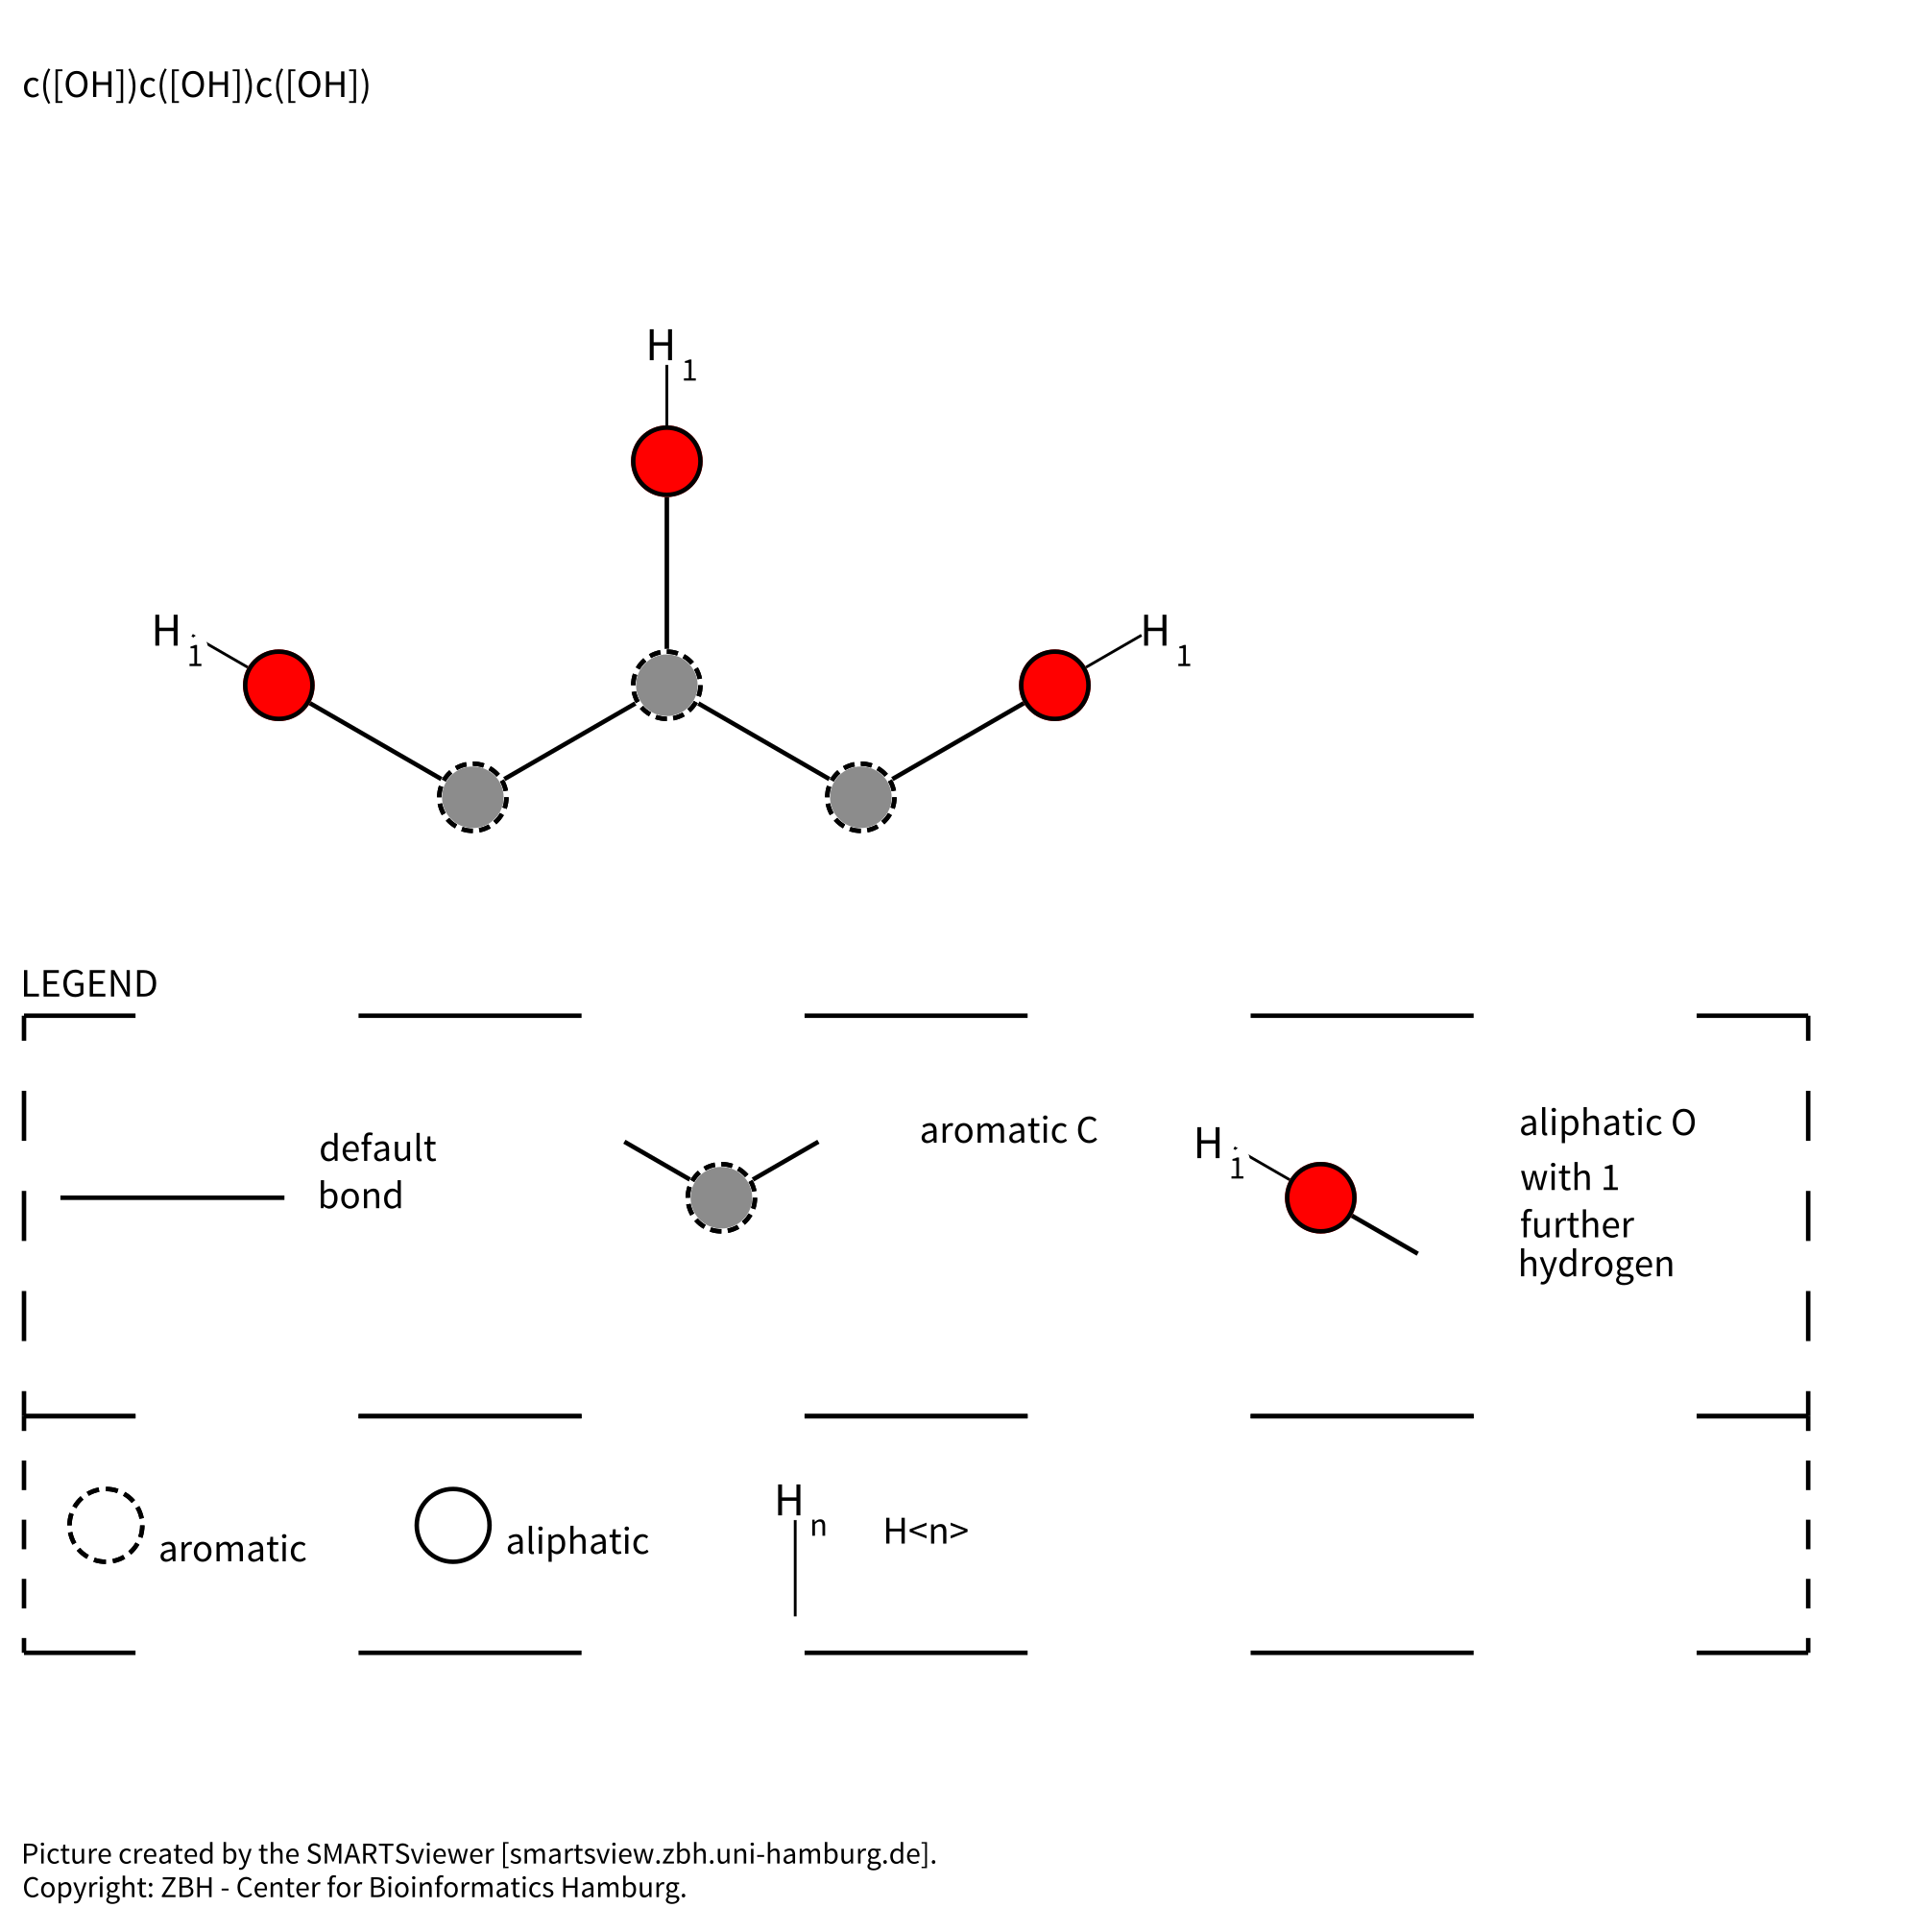 c([OH])c([OH])c([OH])
H 1
H 1
H 1
LEGEND
default
bond
aromatic C
H 1
aliphatic O
with 1
further
hydrogen
aromatic
aliphatic
H n
H<n>
Picture created by the SMARTSviewer [smartsview.zbh.uni-hamburg.de].
Copyright: ZBH - Center for Bioinformatics Hamburg.